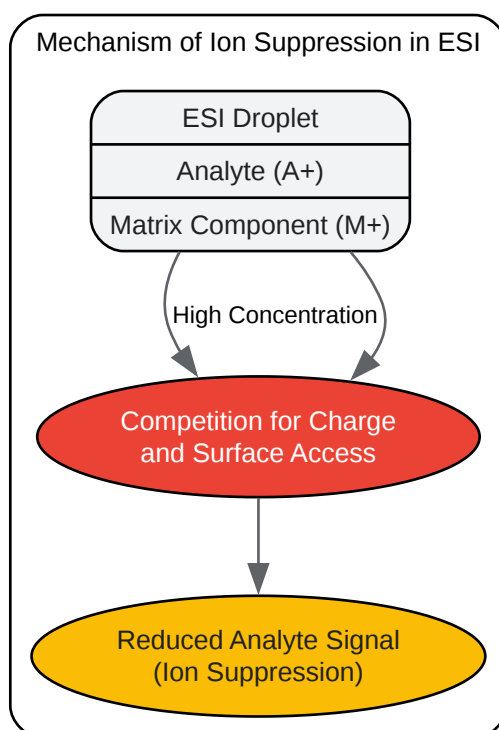 Mechanism of Ion Suppression in ESI
ESI Droplet
Analyte (A+)
Matrix Component (M+)
High Concentration
Competition for Charge
and Surface Access
Reduced Analyte Signal
(Ion Suppression)